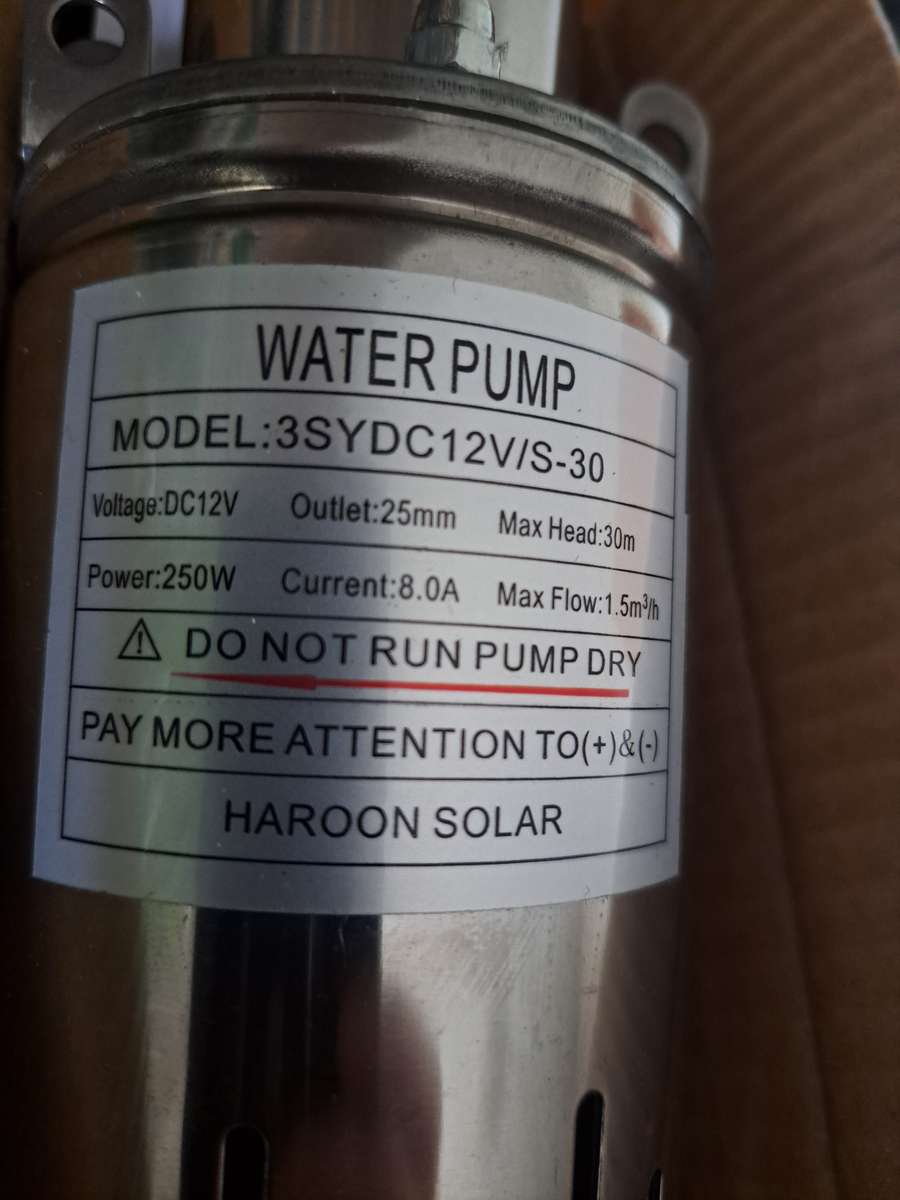 WATER PUMP
MODEL:3SYDC12V/S-30
Voltage:DC12V Outlet:25mm Max Head:30m
Power:250W Current:8.0A Max Flow:1.5m³/h
⚠ DO NOT RUN PUMP DRY
PAY MORE ATTENTION TO(+)&(-)
HAROON SOLAR